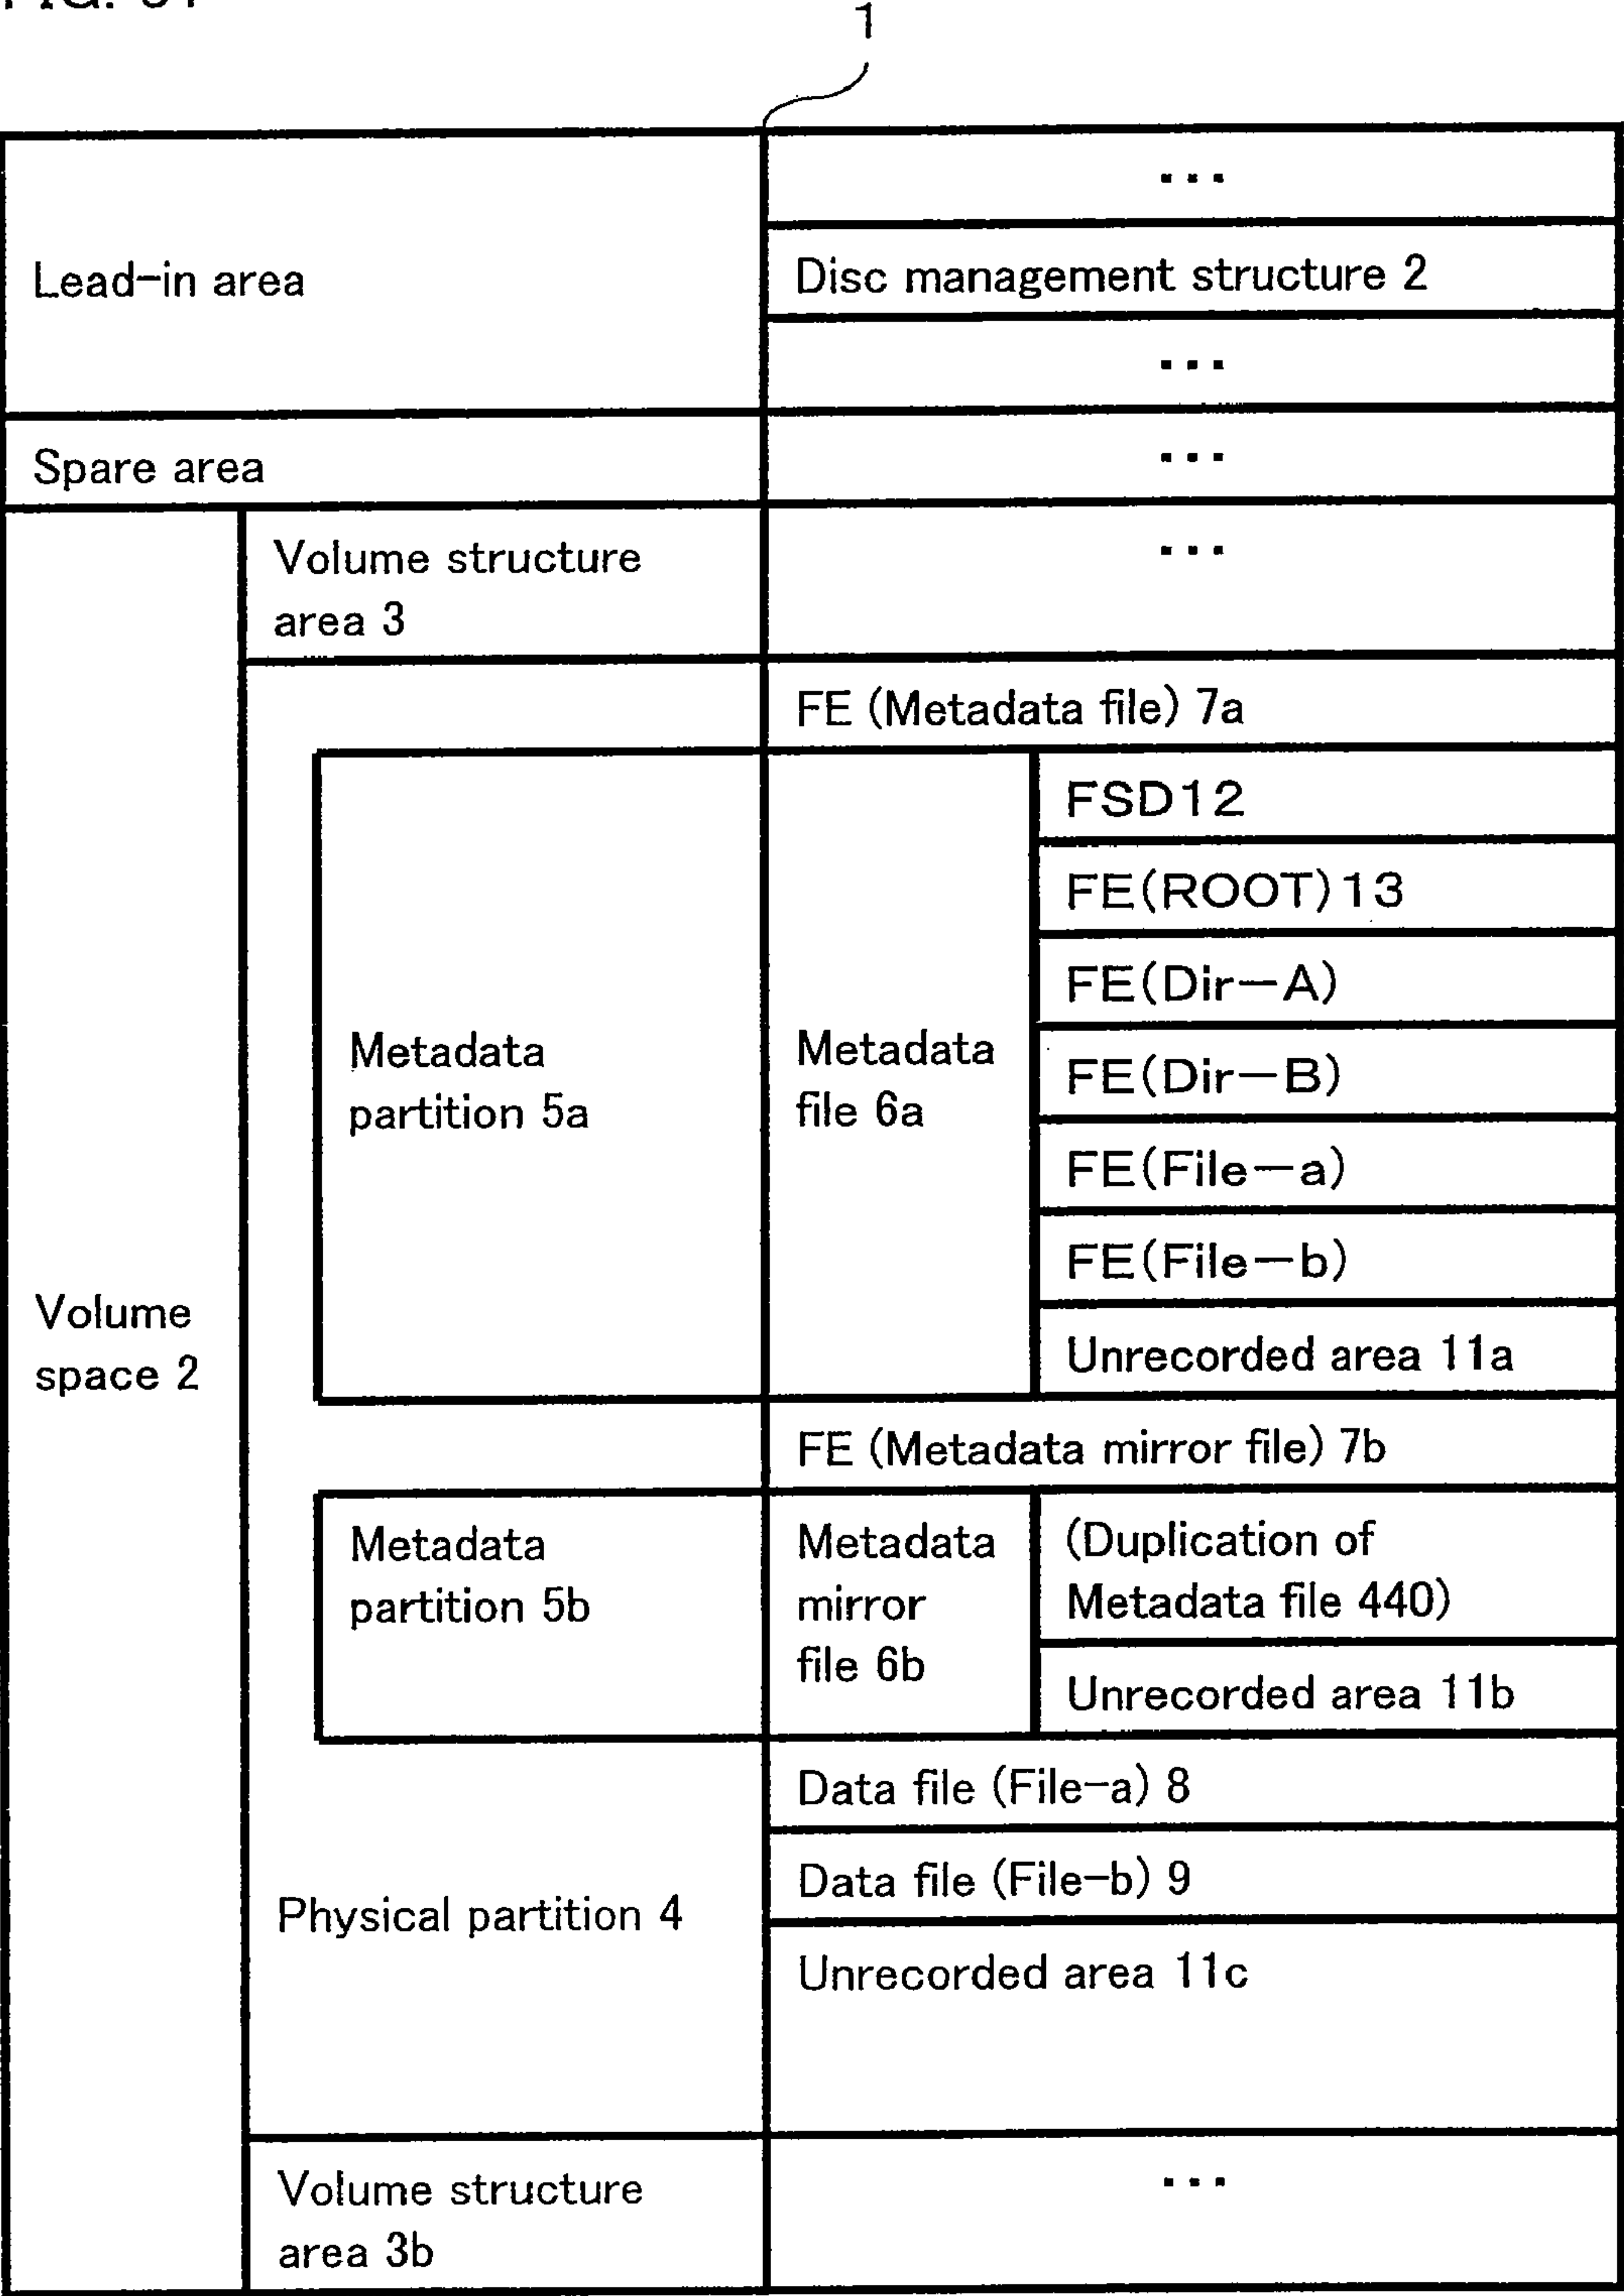 1
...
Lead-in area
Disc management structure 2
...
Spare area
...
Volume structure
area 3
...
FE (Metadata file) 7a
Volume
space 2
Metadata
partition 5a
Metadata
file 6a
FSD12
FE(ROOT)13
FE(Dir-A)
FE(Dir-B)
FE(File-a)
FE(File-b)
Unrecorded area 11a
FE (Metadata mirror file) 7b
Metadata
partition 5b
Metadata
mirror
file 6b
(Duplication of
Metadata file 440)
Unrecorded area 11b
Physical partition 4
Data file (File-a) 8
Data file (File-b) 9
Unrecorded area 11c
Volume structure
area 3b
...